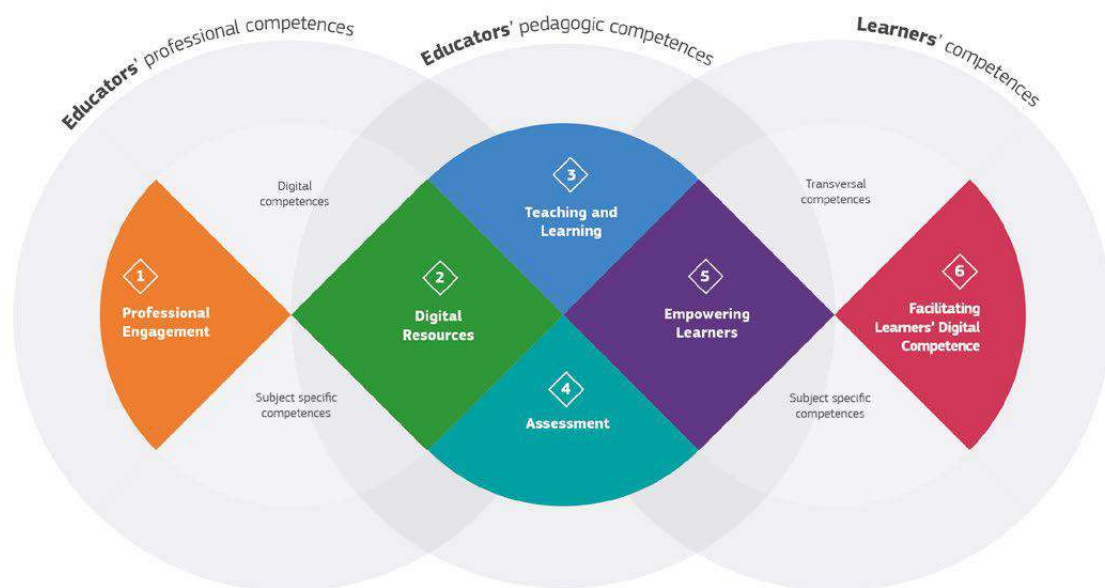 Educators' professional competences
Educators' pedagogic competences
Learners' competences
Digital
competences
Subject specific
competences
1
Professional
Engagement
2
Digital
Resources
3
Teaching and
Learning
4
Assessment
5
Empowering
Learners
Transversal
competences
Subject specific
competences
6
Facilitating
Learners' Digital
Competence